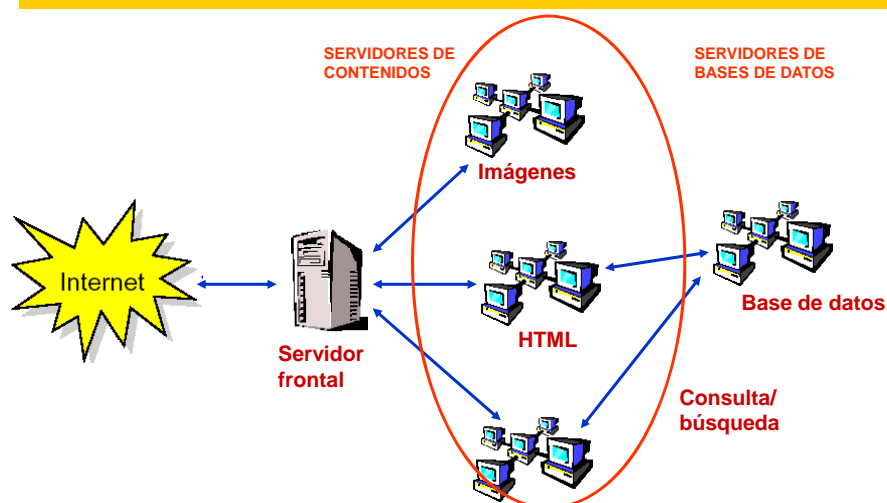 SERVIDORES DE
CONTENIDOS
SERVIDORES DE
BASES DE DATOS
Imágenes
Internet
HTML
Base de datos
Servidor
frontal
Consulta/
búsqueda